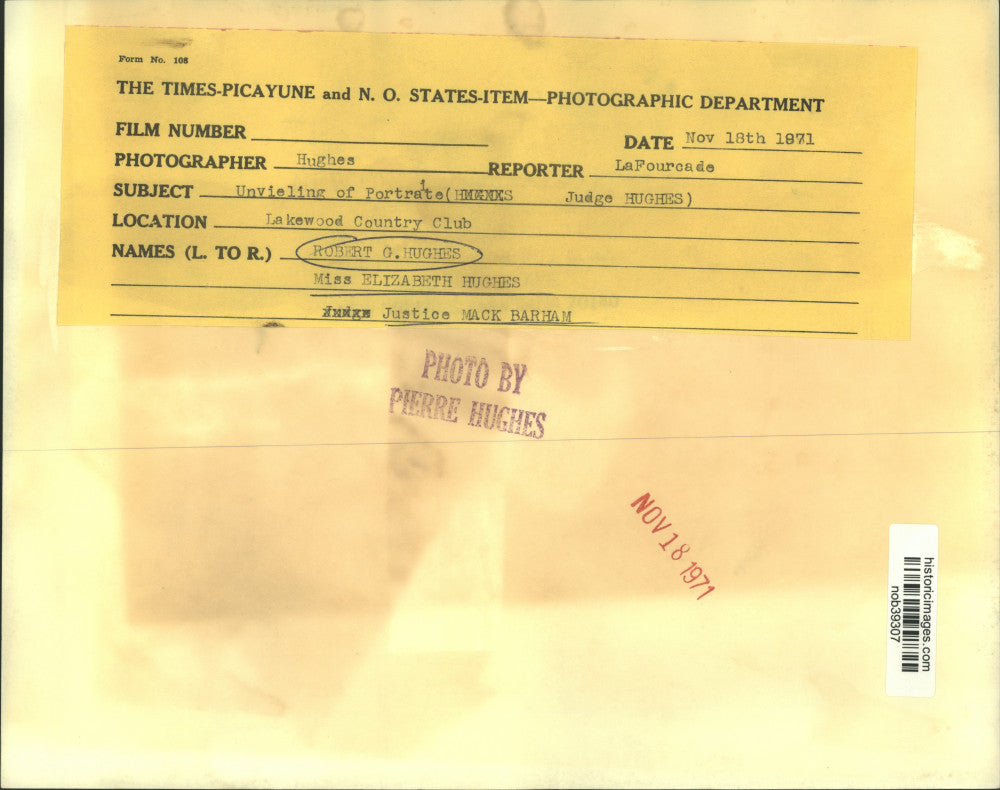 Form No. 108
THE TIMES-PICAYUNE and N. O. STATES-ITEM—PHOTOGRAPHIC DEPARTMENT
FILM NUMBER
DATE Nov 18th 1971
PHOTOGRAPHER Hughes
REPORTER LaFourcade
SUBJECT Unvieling of Portrate(HXXXXS Judge HUGHES)
LOCATION Lakewood Country Club
NAMES (L. TO R.) ROBERT G.HUGHES
Miss ELIZABETH HUGHES
Justice MACK BARHAM
PHOTO BY
PIERRE HUGHES
NOV 18 1971
historicimages.com
nob39307